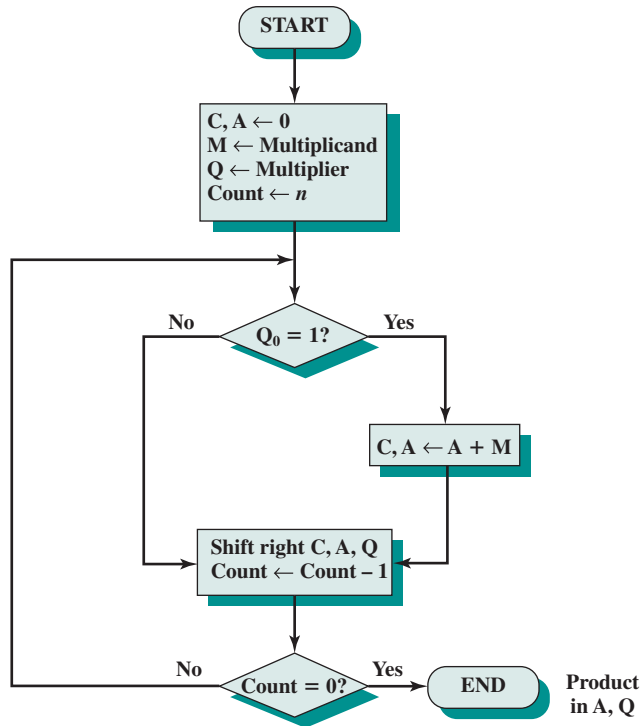 START
C, A ← 0
M ← Multiplicand
Q ← Multiplier
Count ← n
No
Yes
Q₀ = 1?
C, A ← A + M
Shift right C, A, Q
Count ← Count – 1
No
Yes
Count = 0?
END
Product
in A, Q